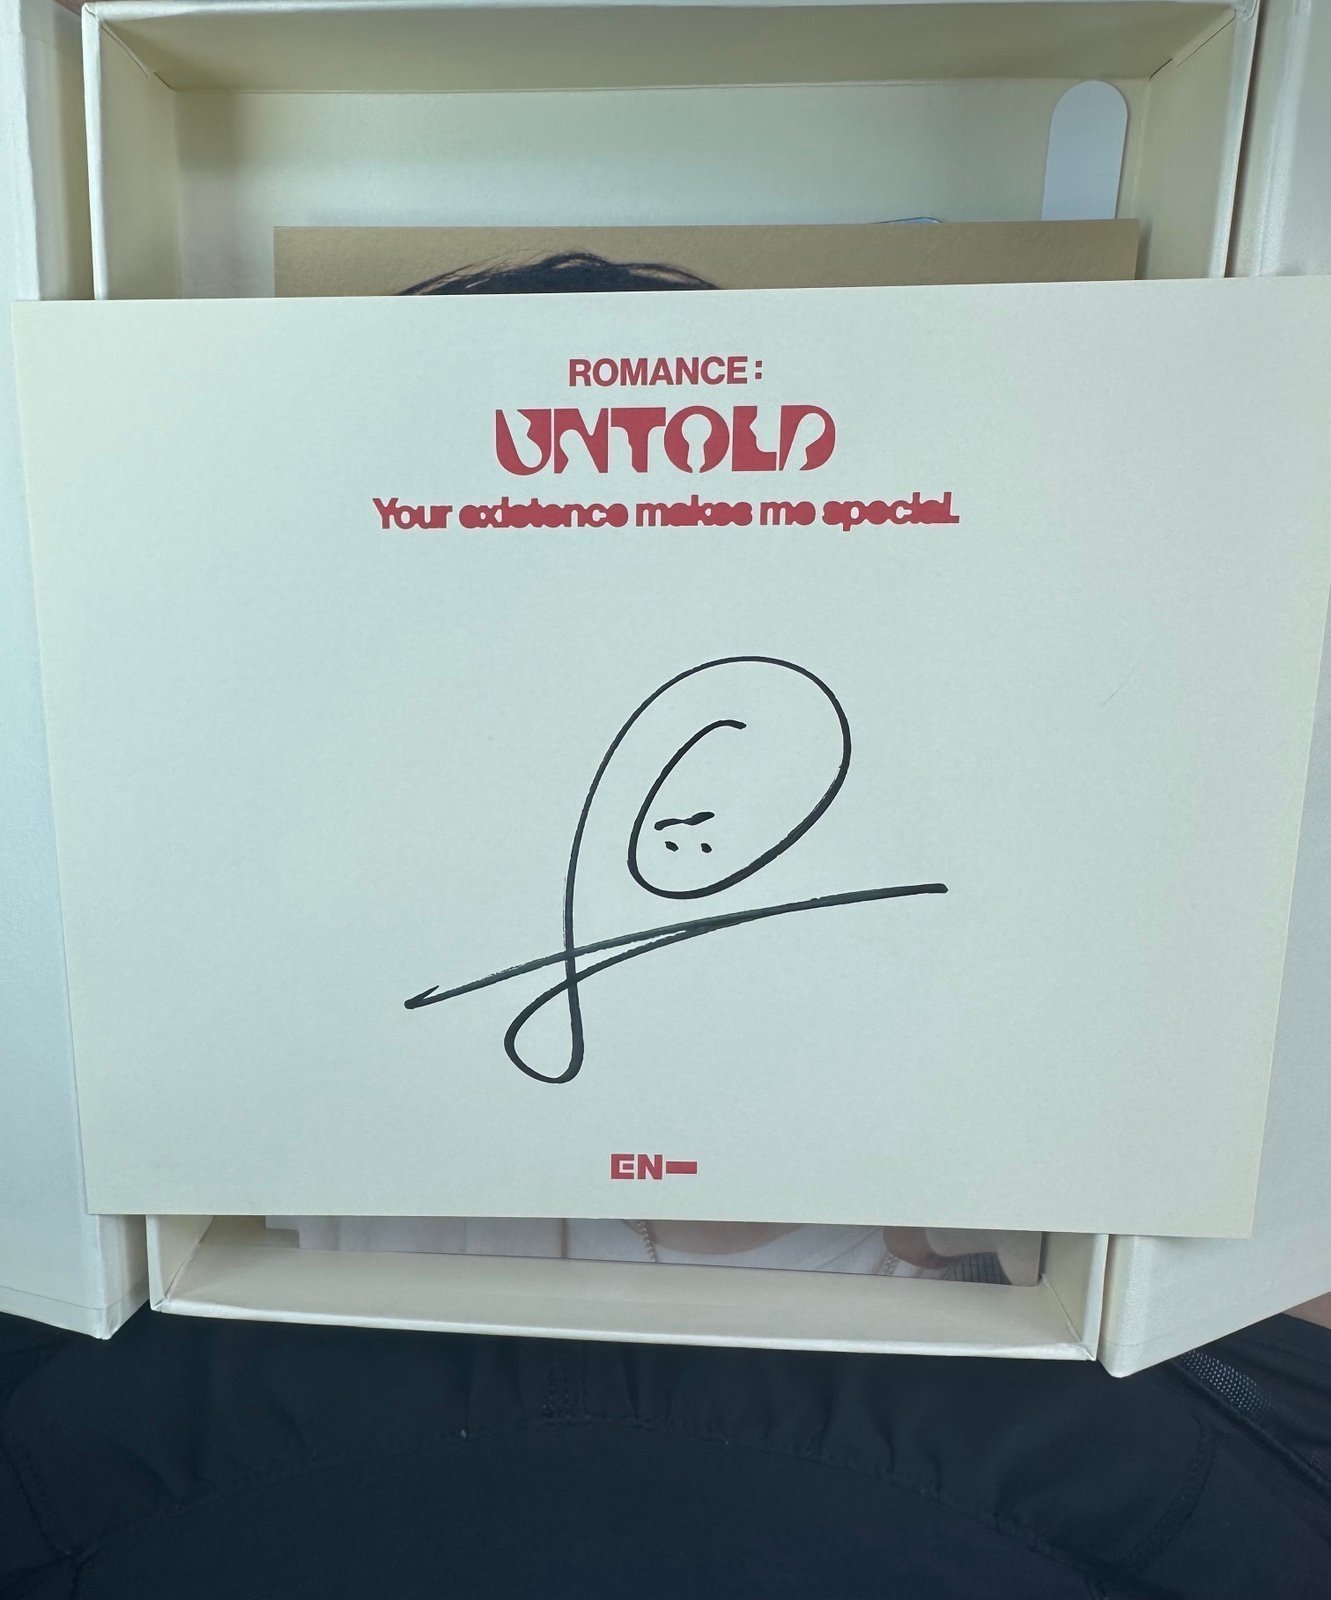 ROMANCE :
UNTOLD
Your existence makes me special.
EN-